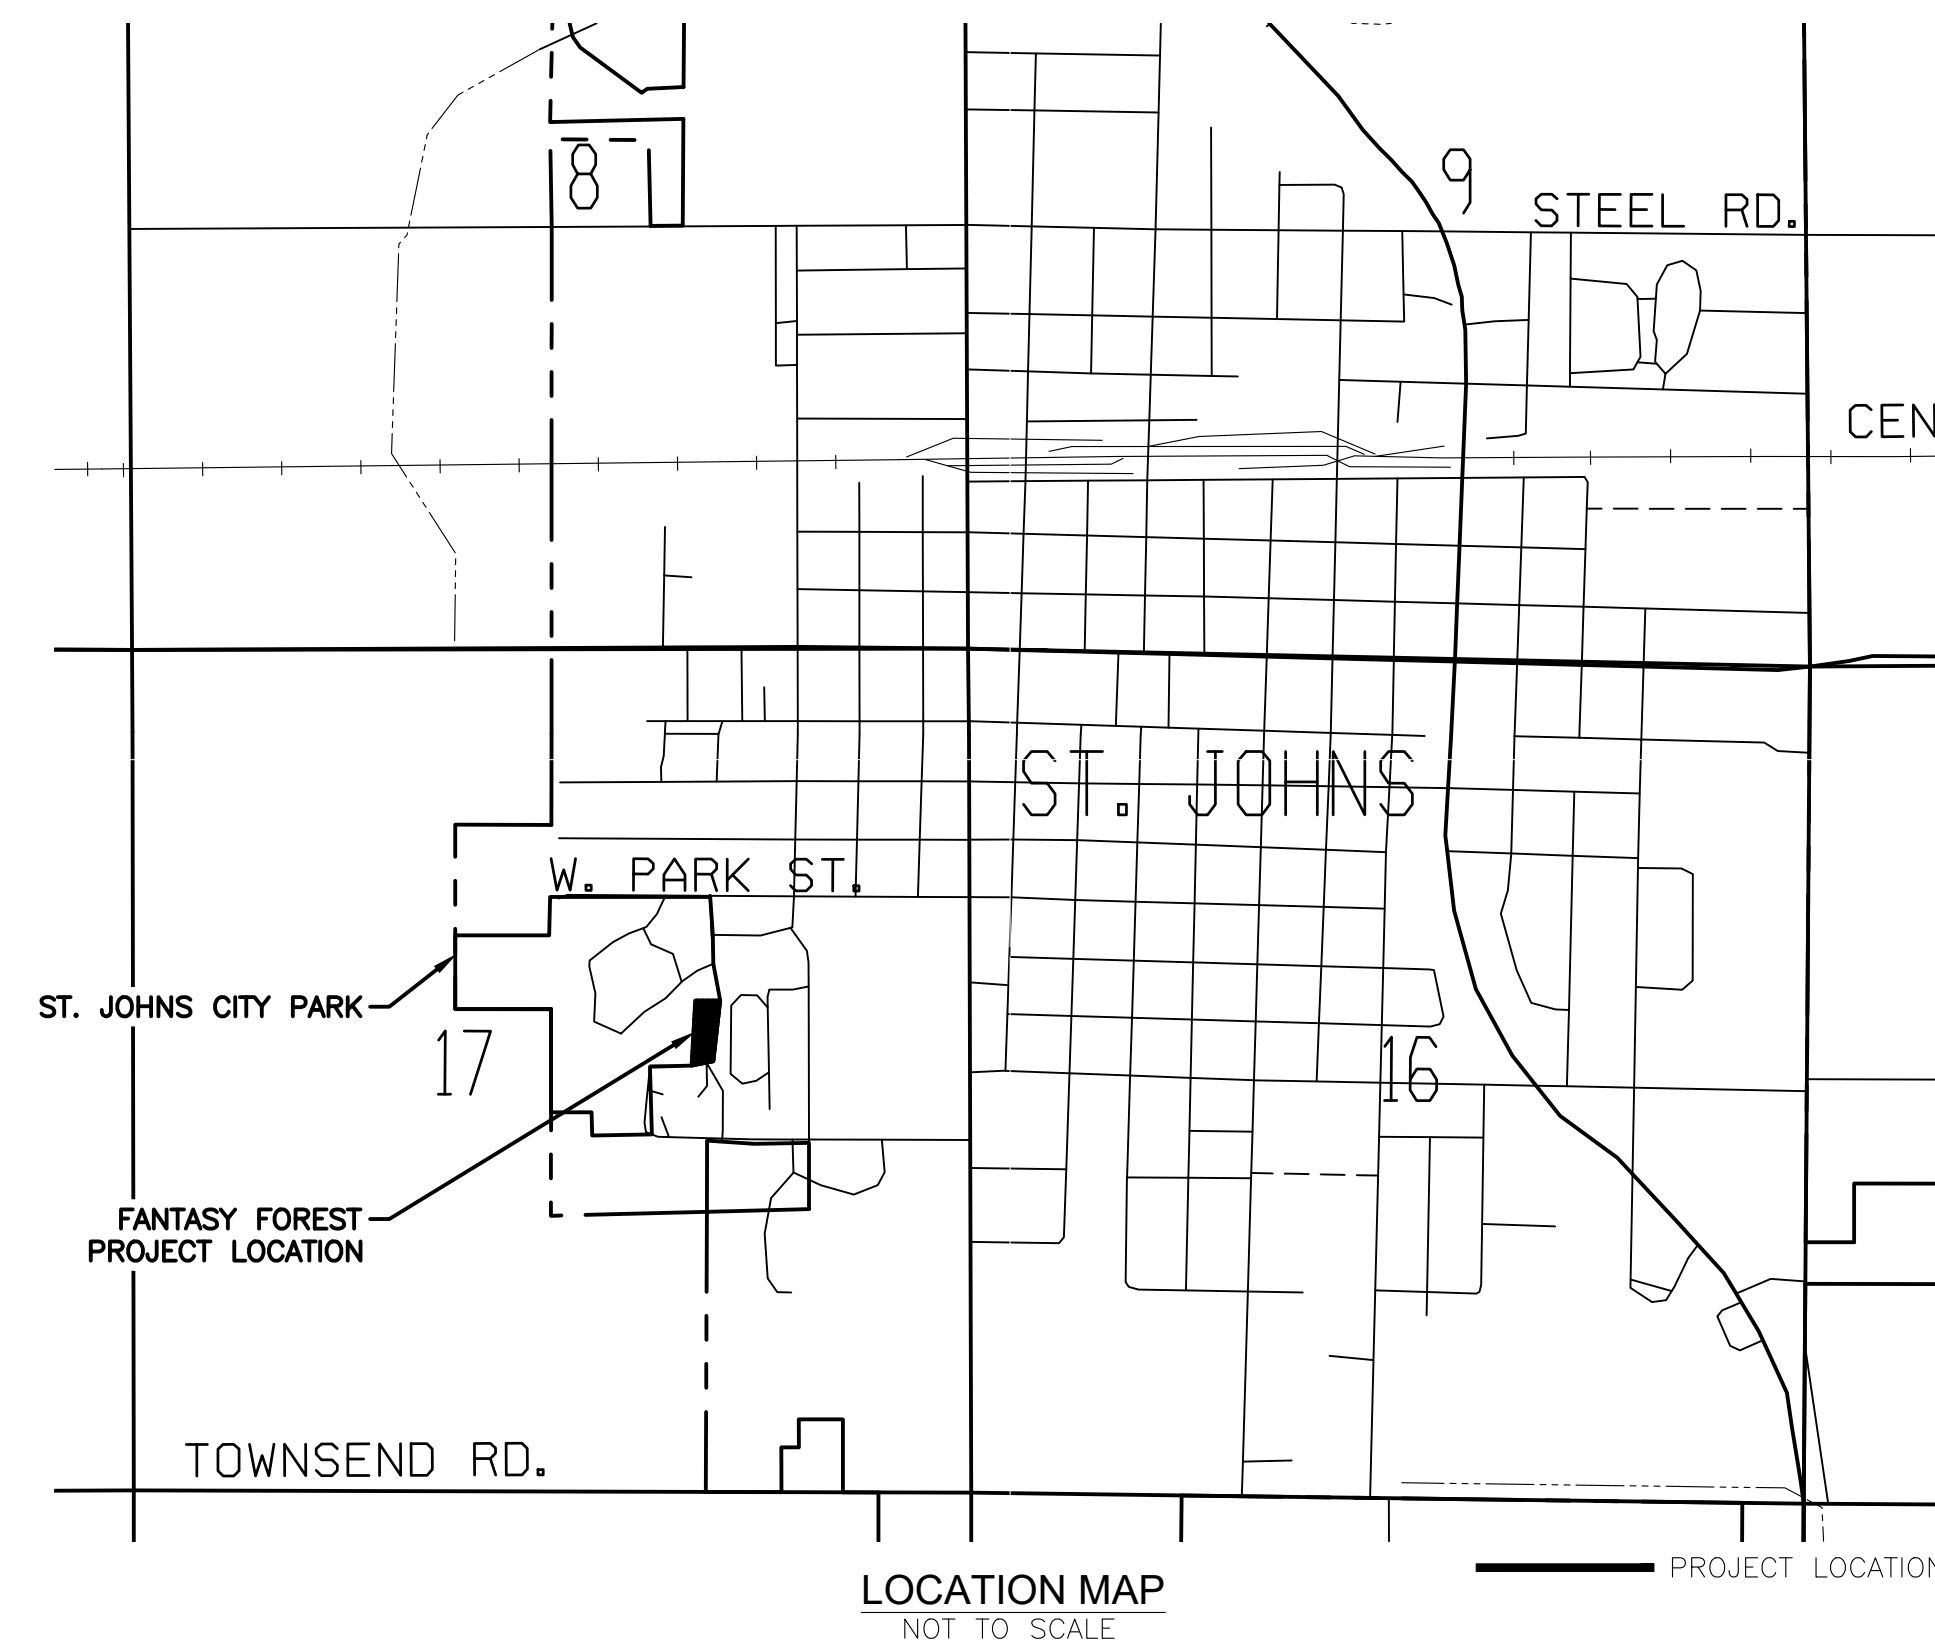 8
9
STEEL RD.
CEN
ST. JOHNS
W. PARK ST.
ST. JOHNS CITY PARK
17
16
FANTASY FOREST
PROJECT LOCATION
TOWNSEND RD.
PROJECT LOCATION
LOCATION MAP
NOT TO SCALE